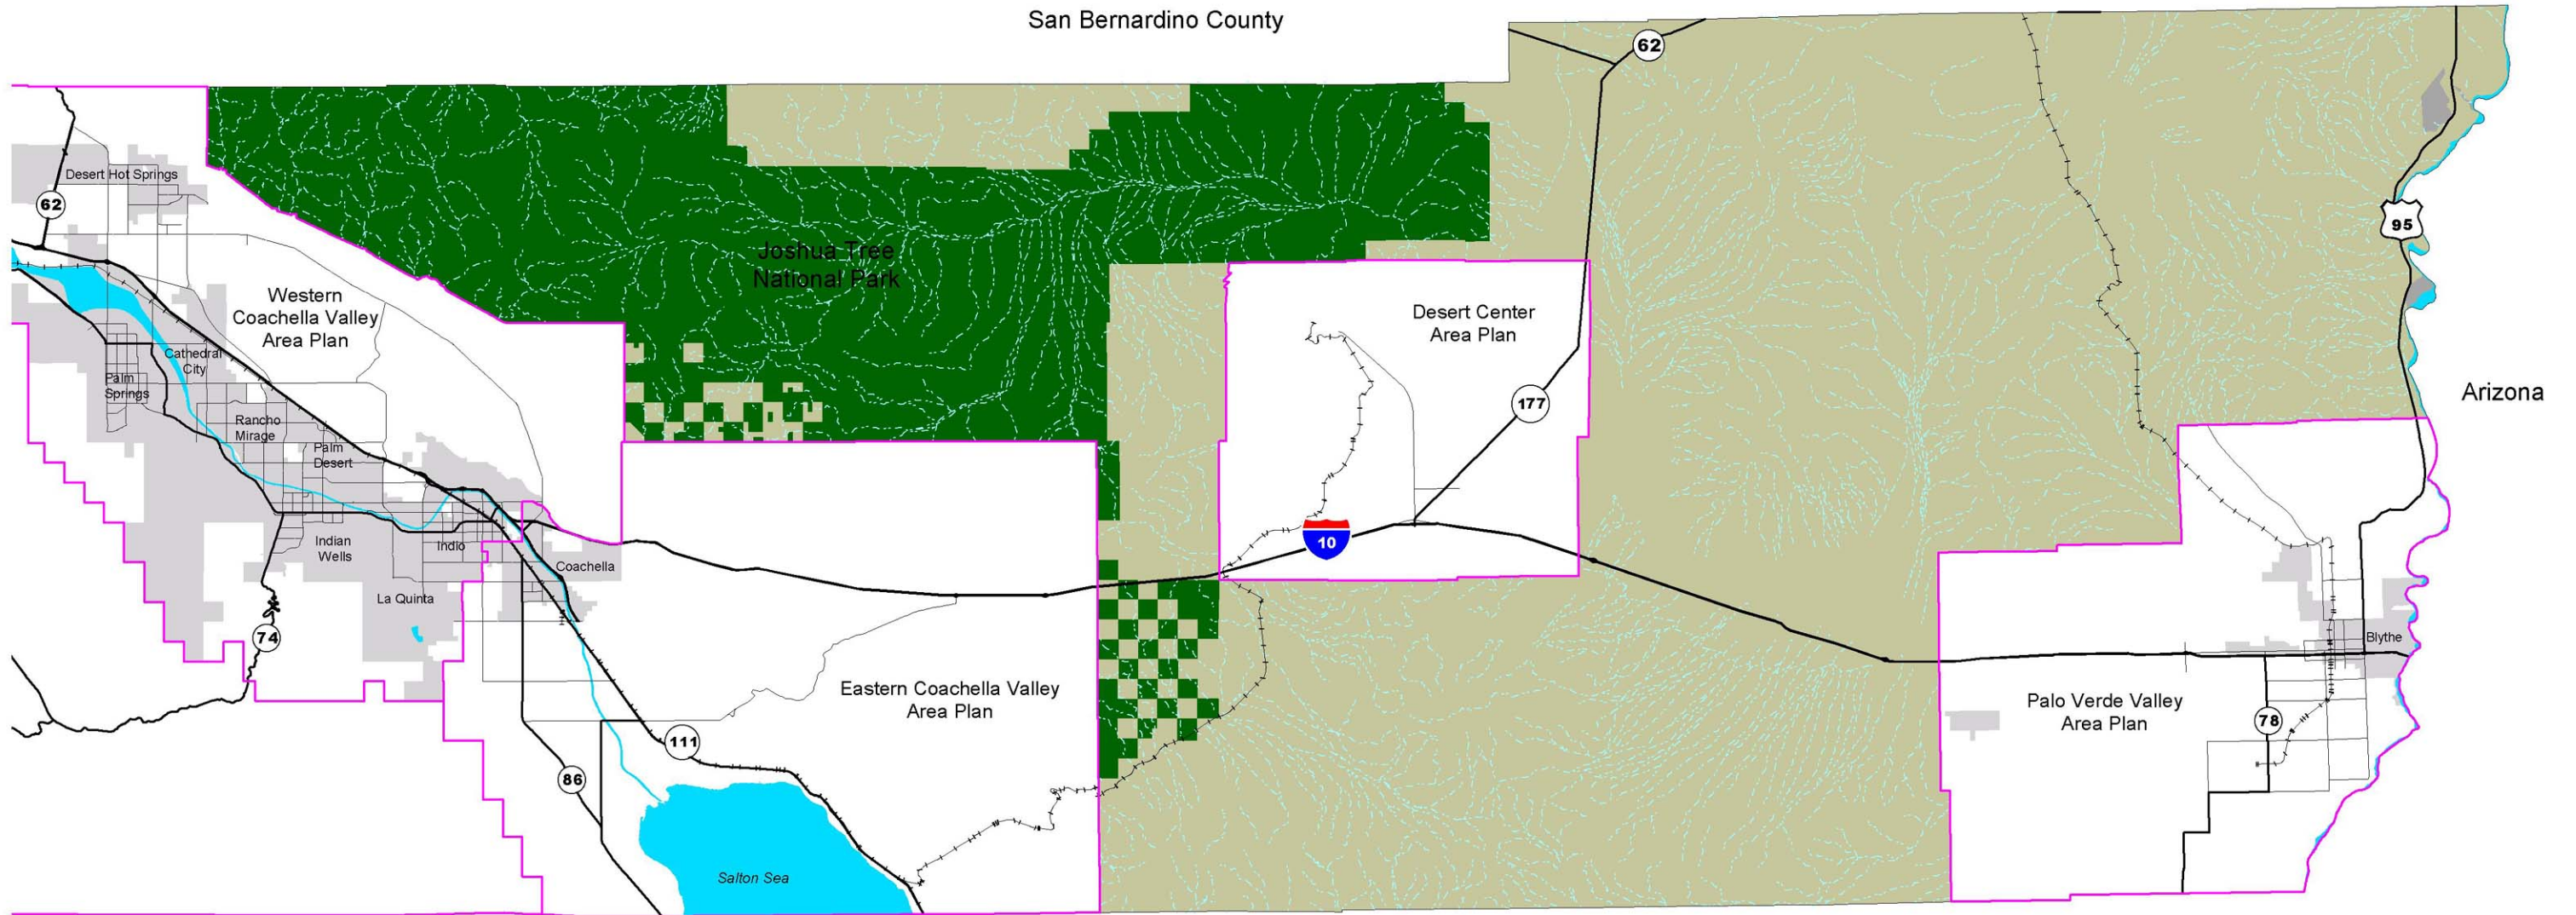 San Bernardino County
62
Desert Hot Springs
62
95
Joshua Tree
National Park
Western
Coachella Valley
Area Plan
Desert Center
Area Plan
Cathedral
City
Palm
Springs
Arizona
177
Rancho
Mirage
Palm
Desert
Indian
Wells
Indio
10
Coachella
La Quinta
74
Blythe
Eastern Coachella Valley
Area Plan
Palo Verde Valley
Area Plan
78
111
86
Salton Sea